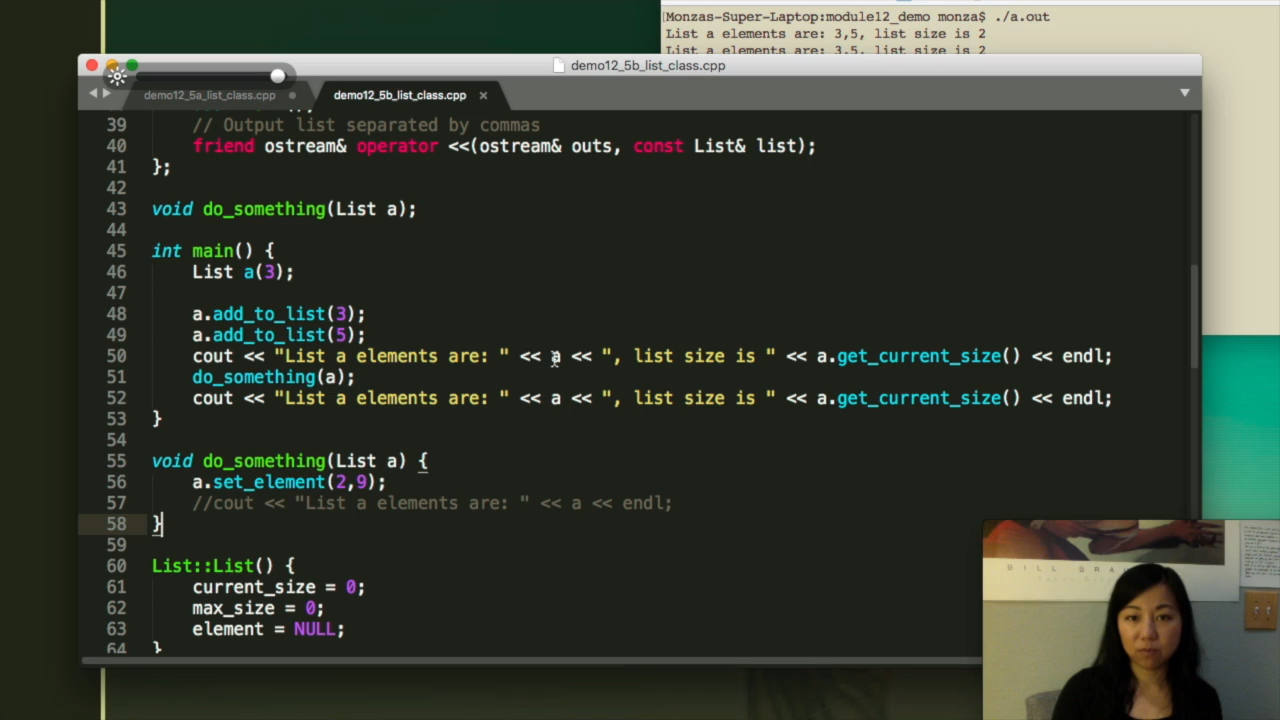 [Monzas-Super-Laptop:module12_demo monza$ ./a.out
List a elements are: 3,5, list size is 2
List a elements are: 3,5, list size is 2
demo12_5b_list_class.cpp
demo12_5a_list_class.cpp
demo12_5b_list_class.cpp
39 // Output list separated by commas
40 friend ostream& operator <<(ostream& outs, const List& list);
41 };
42
43 void do_something(List a);
44
45 int main() {
46 List a(3);
47
48 a.add_to_list(3);
49 a.add_to_list(5);
50 cout << "List a elements are: " << a << ", list size is " << a.get_current_size() << endl;
51 do_something(a);
52 cout << "List a elements are: " << a << ", list size is " << a.get_current_size() << endl;
53 }
54
55 void do_something(List a) {
56 a.set_element(2,9);
57 //cout << "List a elements are: " << a << endl;
58 }
59
60 List::List() {
61 current_size = 0;
62 max_size = 0;
63 element = NULL;
64 }